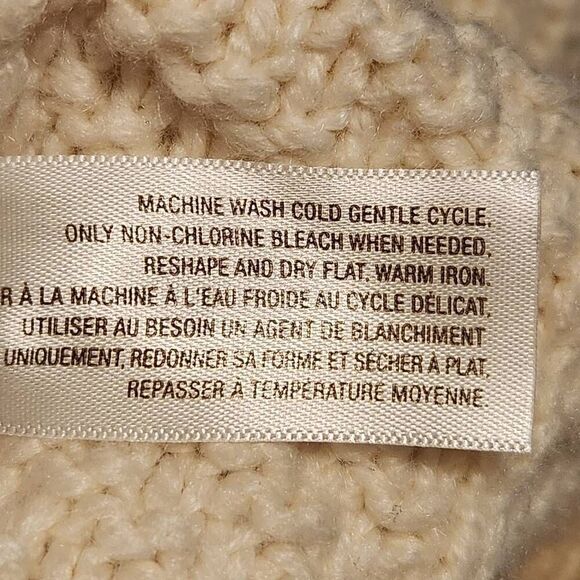 MACHINE WASH COLD GENTLE CYCLE.
ONLY NON-CHLORINE BLEACH WHEN NEEDED.
RESHAPE AND DRY FLAT. WARM IRON.
R À LA MACHINE À L'EAU FROIDE AU CYCLE DÉLICAT,
UTILISER AU BESOIN UN AGENT DE BLANCHIMENT
UNIQUEMENT, REDONNER SA FORME ET SÉCHER À PLAT,
REPASSER À TEMPÉRATURE MOYENNE.